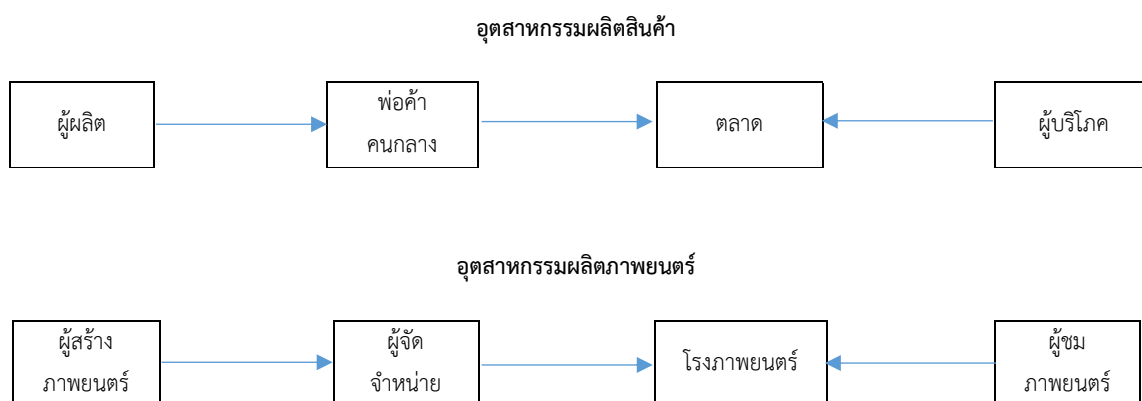 อุตสาหกรรมผลิตสินค้า
ผู้ผลิต
พ่อค้า
คนกลาง
ตลาด
ผู้บริโภค
อุตสาหกรรมผลิตภาพยนตร์
ผู้สร้าง
ภาพยนตร์
ผู้จัด
จำหน่าย
โรงภาพยนตร์
ผู้ชม
ภาพยนตร์